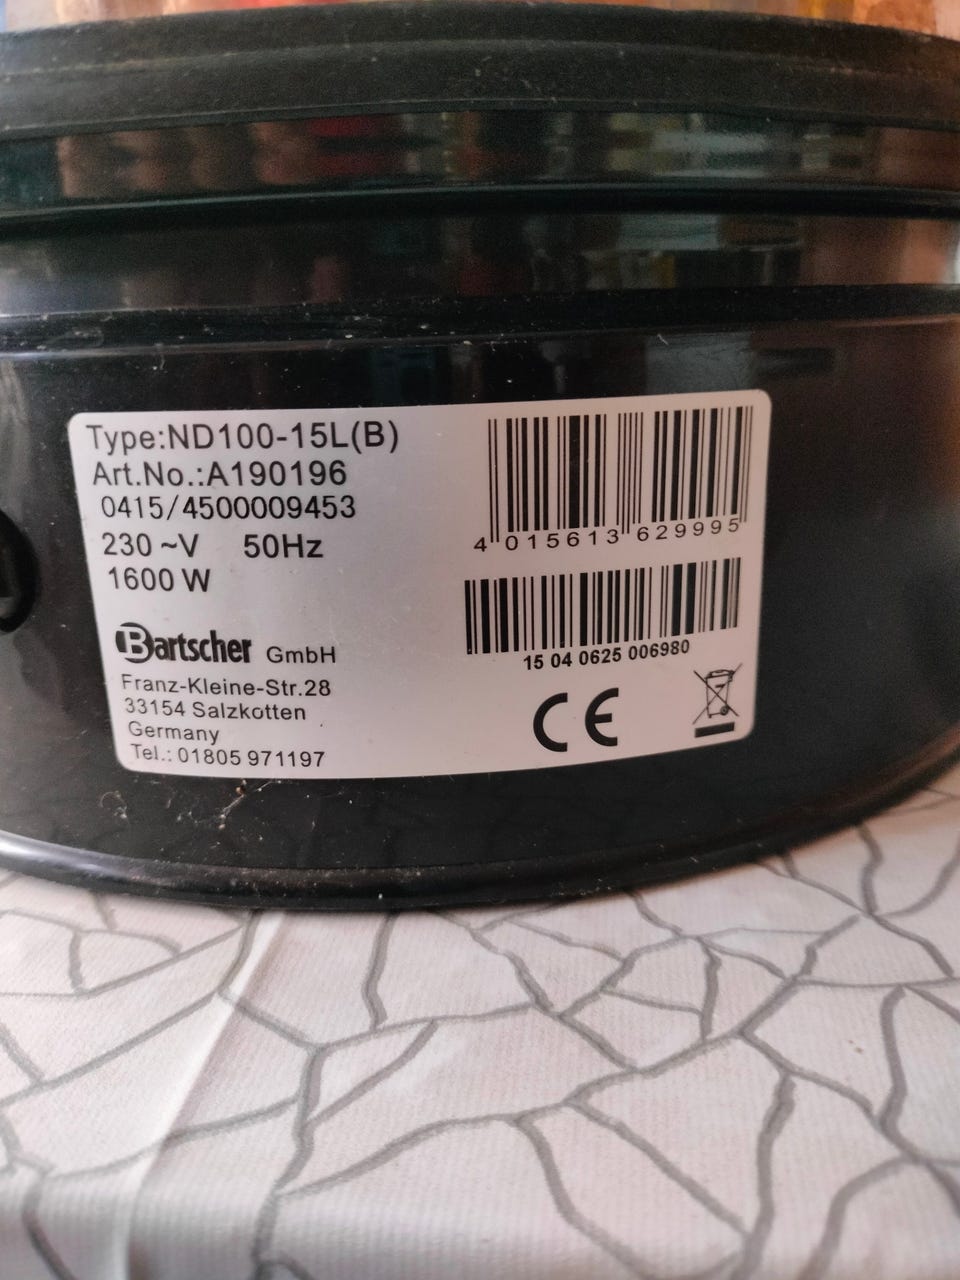 Type:ND100-15L(B)
Art.No.:A190196
0415/4500009453
230 ~V 50Hz
1600 W
Bartscher GmbH
Franz-Kleine-Str.28
33154 Salzkotten
Germany
Tel.: 01805 971197
4 015613 629995
15 04 0625 006980
CE